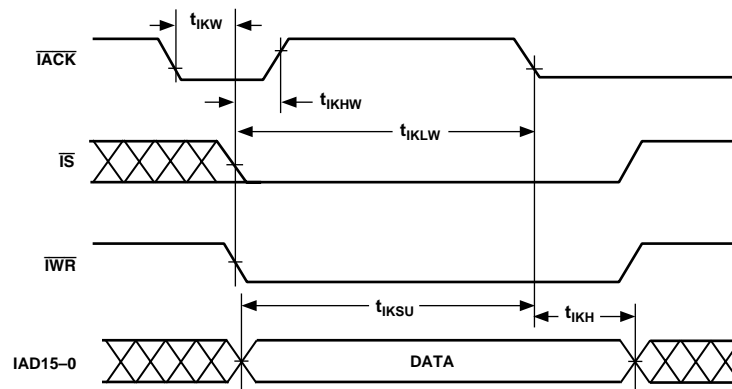 tIKW
IACK
tIKHW
tIKLW
IS
IWR
tIKSU
tIKH
IAD15–0
DATA